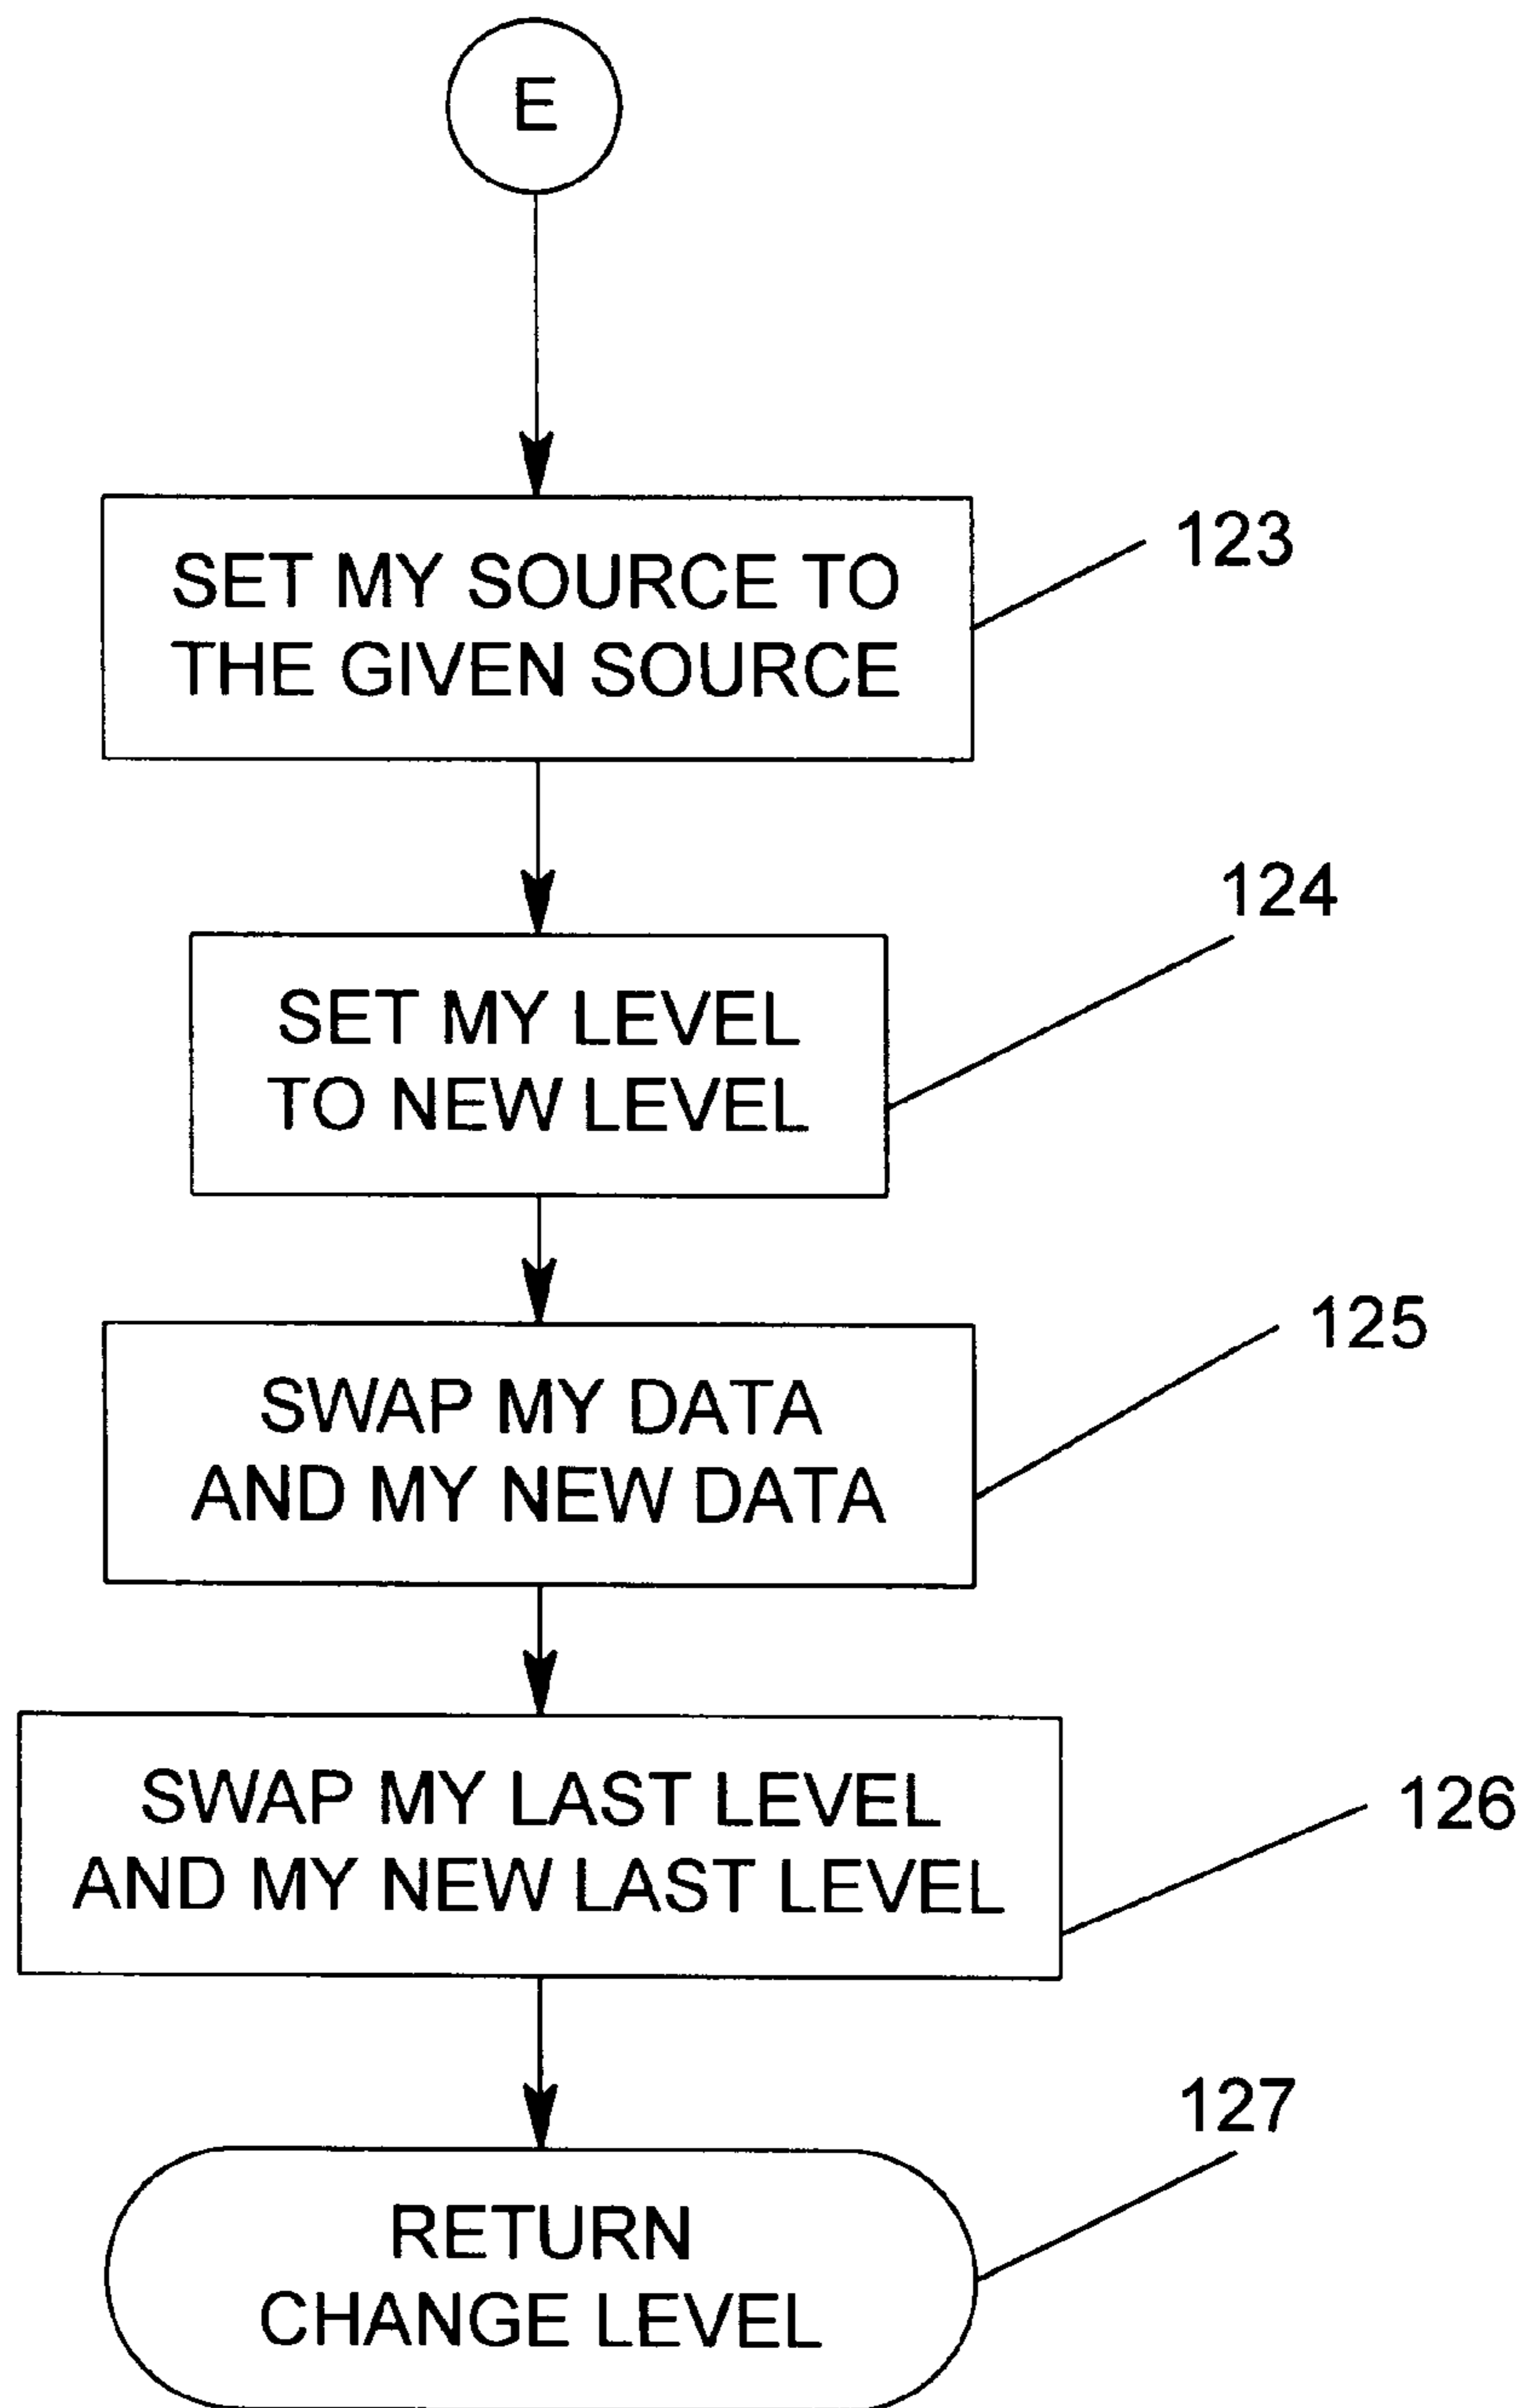 E
SET MY SOURCE TO
THE GIVEN SOURCE
123
SET MY LEVEL
TO NEW LEVEL
124
SWAP MY DATA
AND MY NEW DATA
125
SWAP MY LAST LEVEL
AND MY NEW LAST LEVEL
126
RETURN
CHANGE LEVEL
127